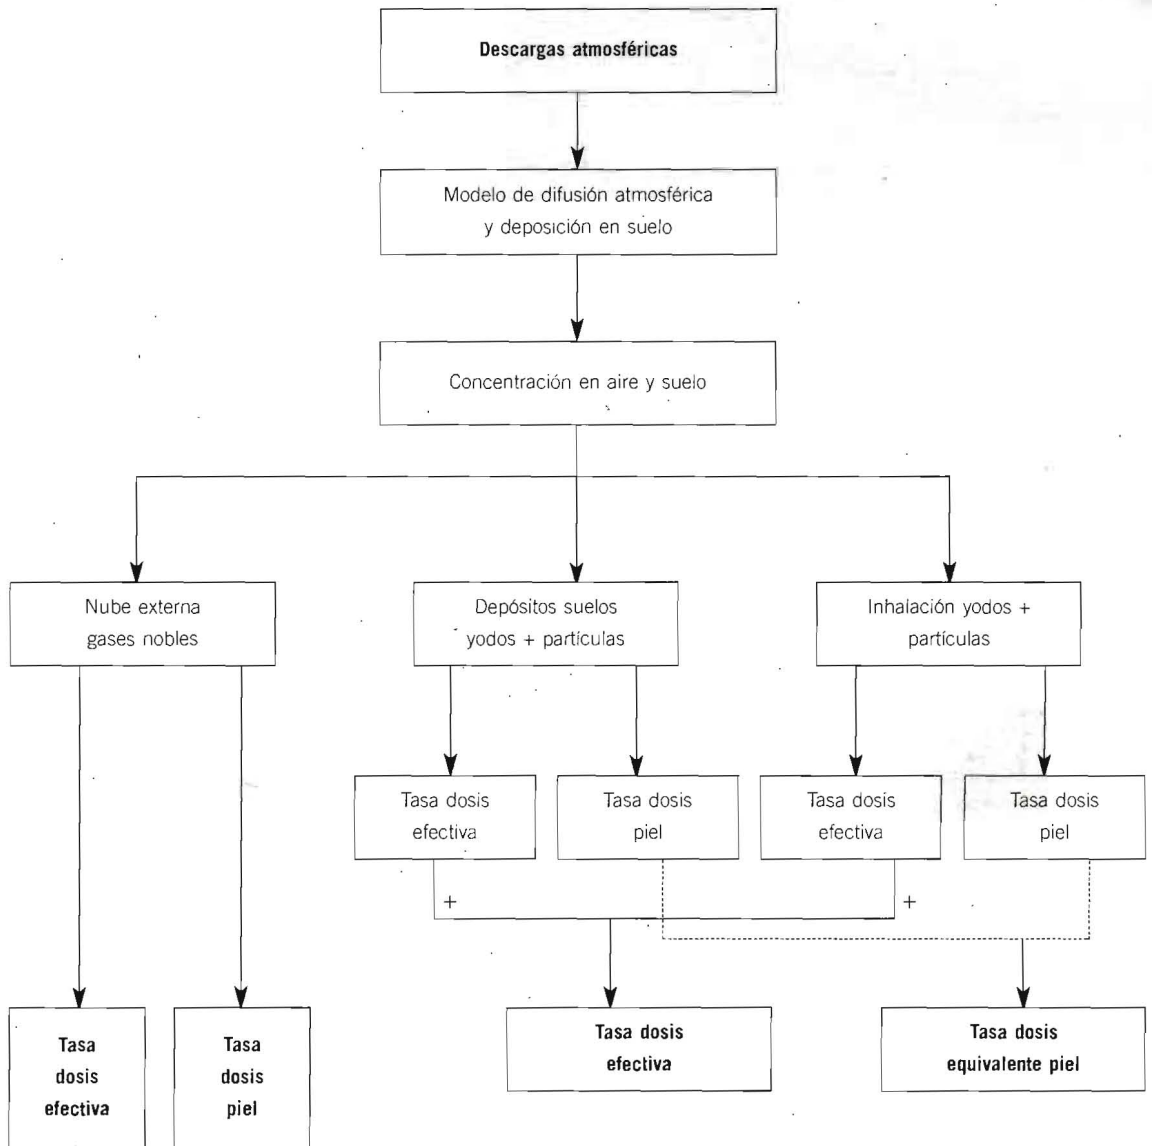 Descargas atmosféricas
Modelo de difusión atmosférica
y deposición en suelo
Concentración en aire y suelo
Nube externa
gases nobles
Depósitos suelos
yodos + partículas
Inhalación yodos +
partículas
Tasa dosis
efectiva
Tasa dosis
piel
Tasa dosis
efectiva
Tasa dosis
piel
+
+
Tasa
dosis
efectiva
Tasa
dosis
piel
Tasa dosis
efectiva
Tasa dosis
equivalente piel